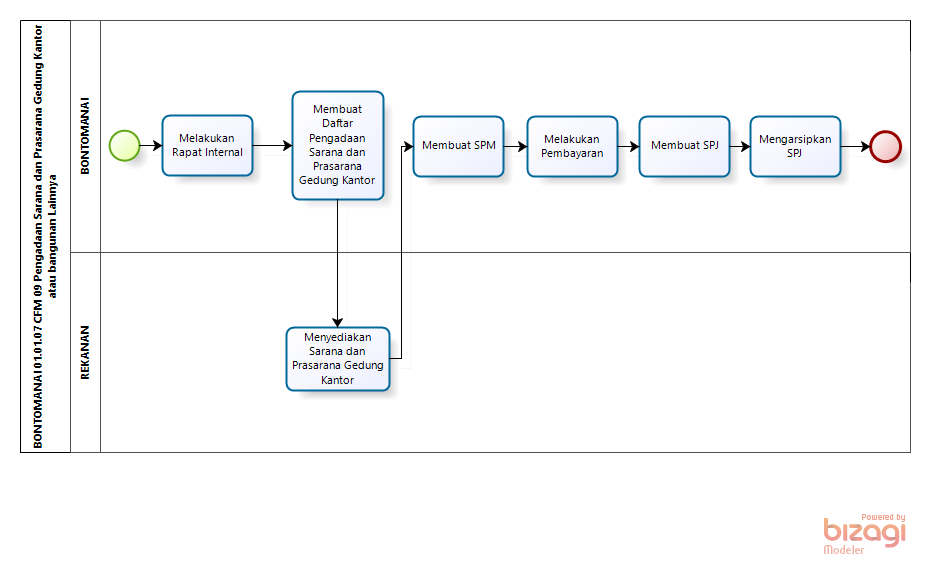 BONTOMANAI 01.01.07 CFM 09 Pengadaan Sarana dan Prasarana Gedung Kantor
atau bangunan Lainnya
BONTOMANAI
Melakukan
Rapat Internal
Membuat
Daftar
Pengadaan
Sarana dan
Prasarana
Gedung Kantor
Membuat SPM
Melakukan
Pembayaran
Membuat SPJ
Mengarsipkan
SPJ
REKANAN
Menyediakan
Sarana dan
Prasarana Gedung
Kantor
Powered by
bizagi
Modeler